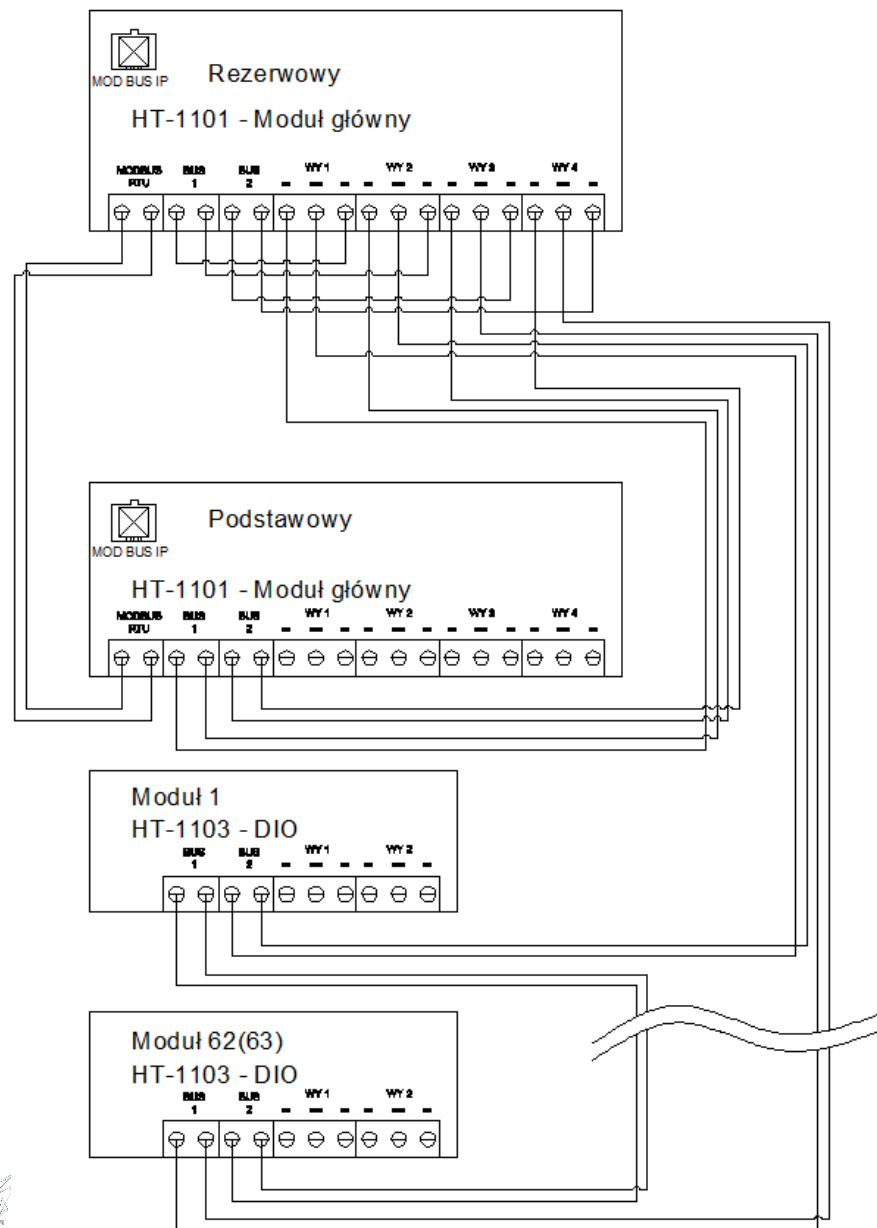 Rezerwowy
MOD BUS IP
HT-1101 - Moduł główny
MODBUS RTU BUS 1 BUS 2 WY 1 WY 2 WY 3 WY 4
Podstawowy
MOD BUS IP
HT-1101 - Moduł główny
MODBUS RTU BUS 1 BUS 2 WY 1 WY 2 WY 3 WY 4
Moduł 1
HT-1103 - DIO
BUS 1 BUS 2 WY 1 WY 2
Moduł 62(63)
HT-1103 - DIO
BUS 1 BUS 2 WY 1 WY 2